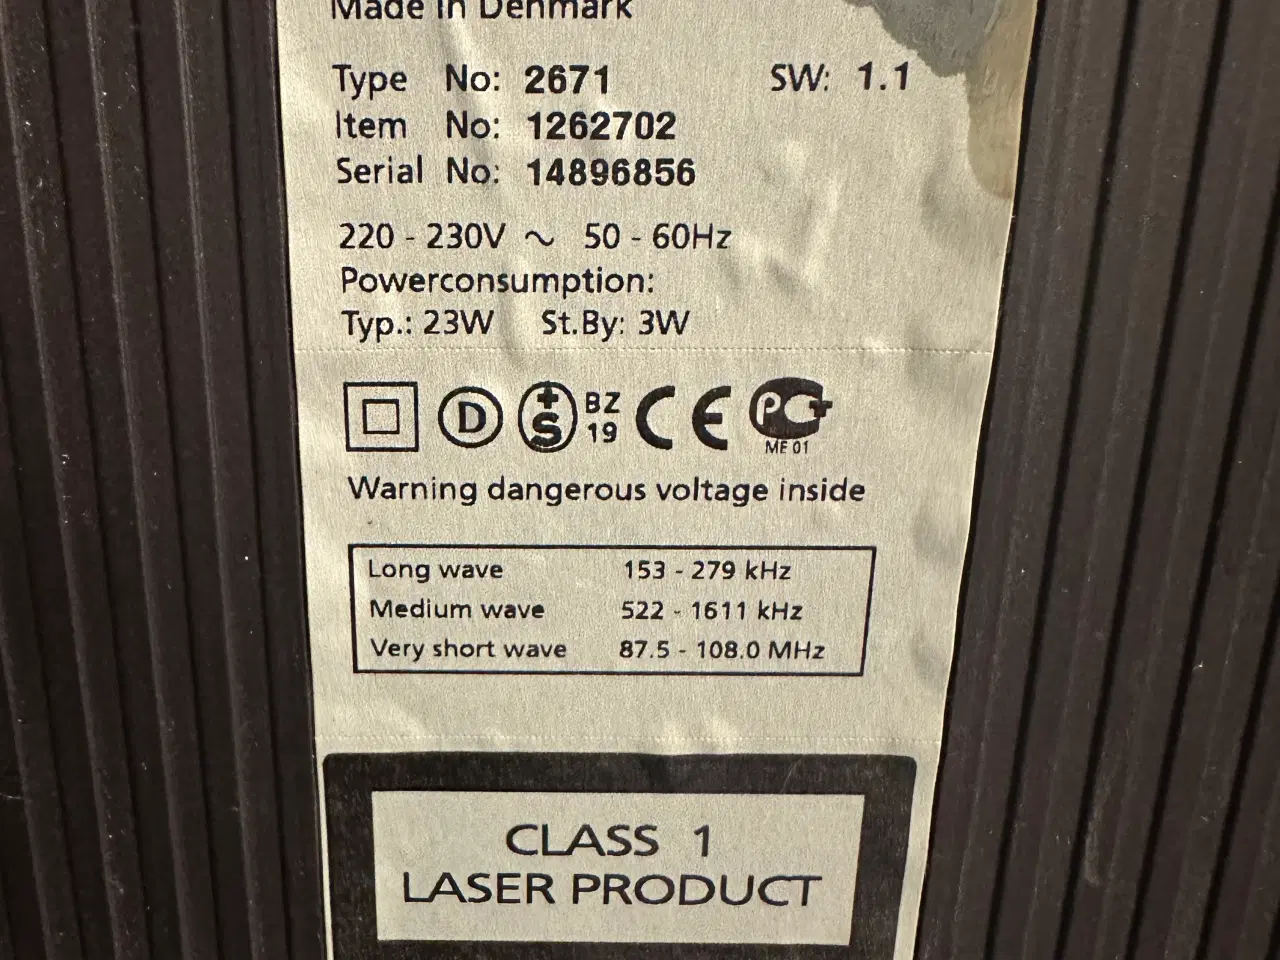 Made in Denmark
Type No: 2671 SW: 1.1
Item No: 1262702
Serial No: 14896856
220 - 230V ~ 50 - 60Hz
Powerconsumption:
Typ.: 23W St.By: 3W
D +S BZ 19 CE PG ME 01
Warning dangerous voltage inside
Long wave 153 - 279 kHz
Medium wave 522 - 1611 kHz
Very short wave 87.5 - 108.0 MHz
CLASS 1
LASER PRODUCT